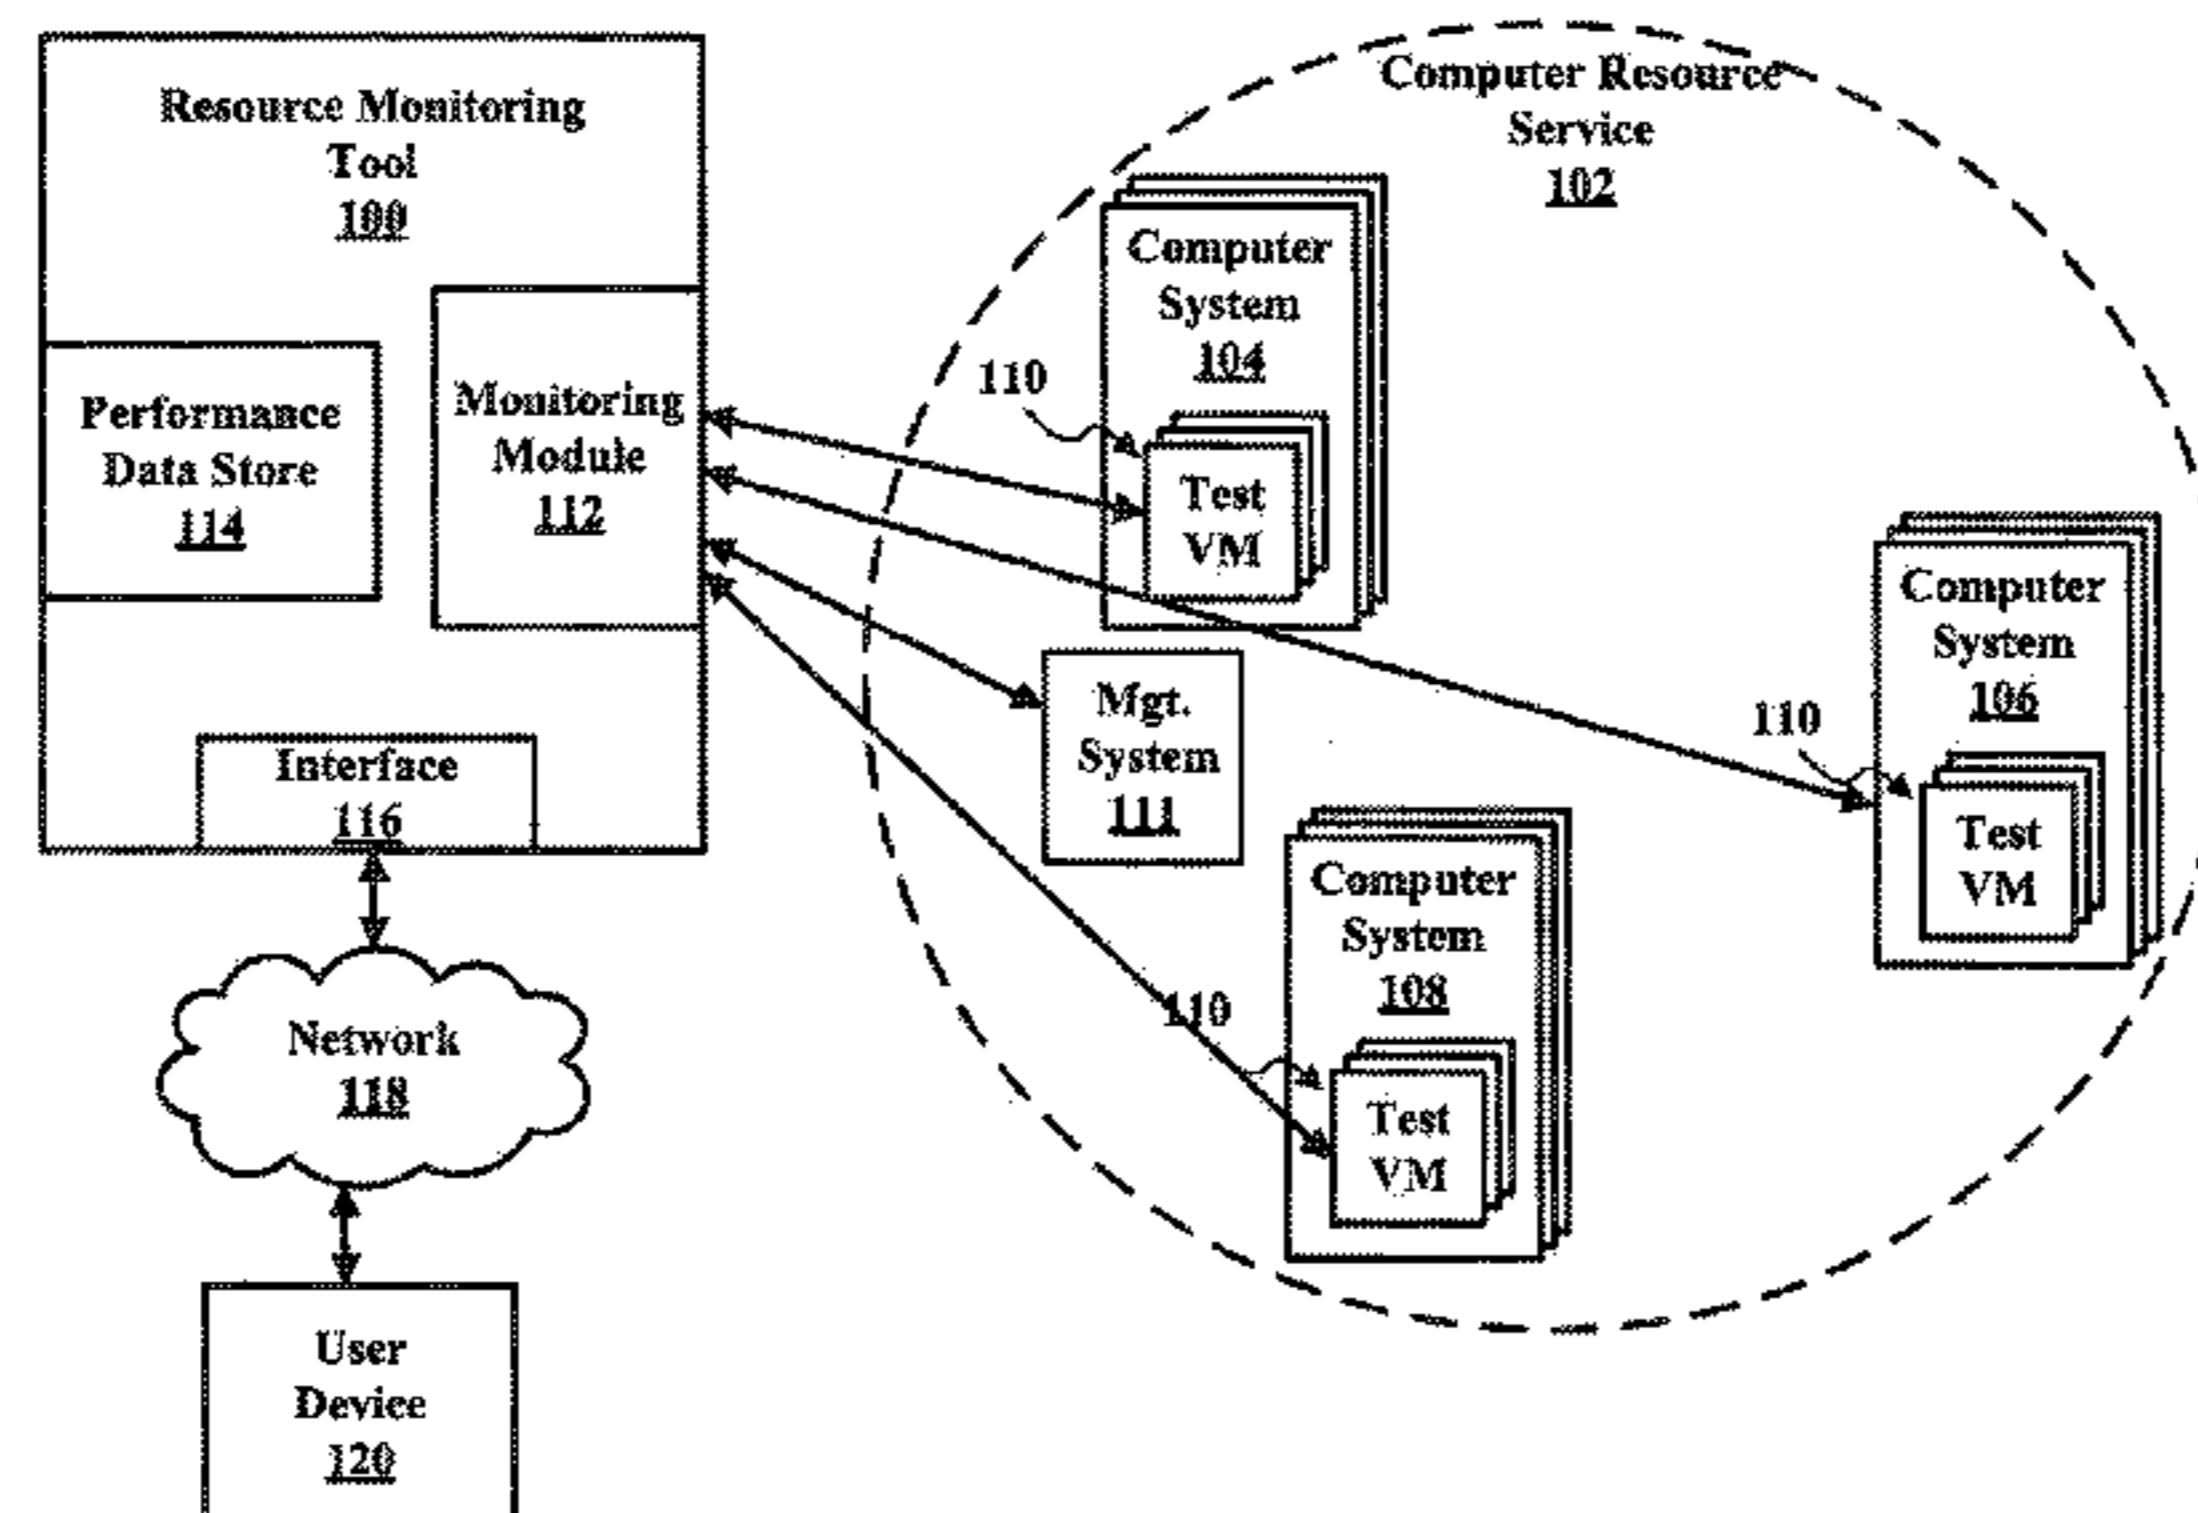 Resource Monitoring
Tool
100
Performance
Data Store
114
Monitoring
Module
112
Interface
116
Network
118
User
Device
120
Computer Resource
Service
102
Computer
System
104
110
Test
VM
Mgt.
System
111
Computer
System
106
110
Test
VM
Computer
System
108
110
Test
VM